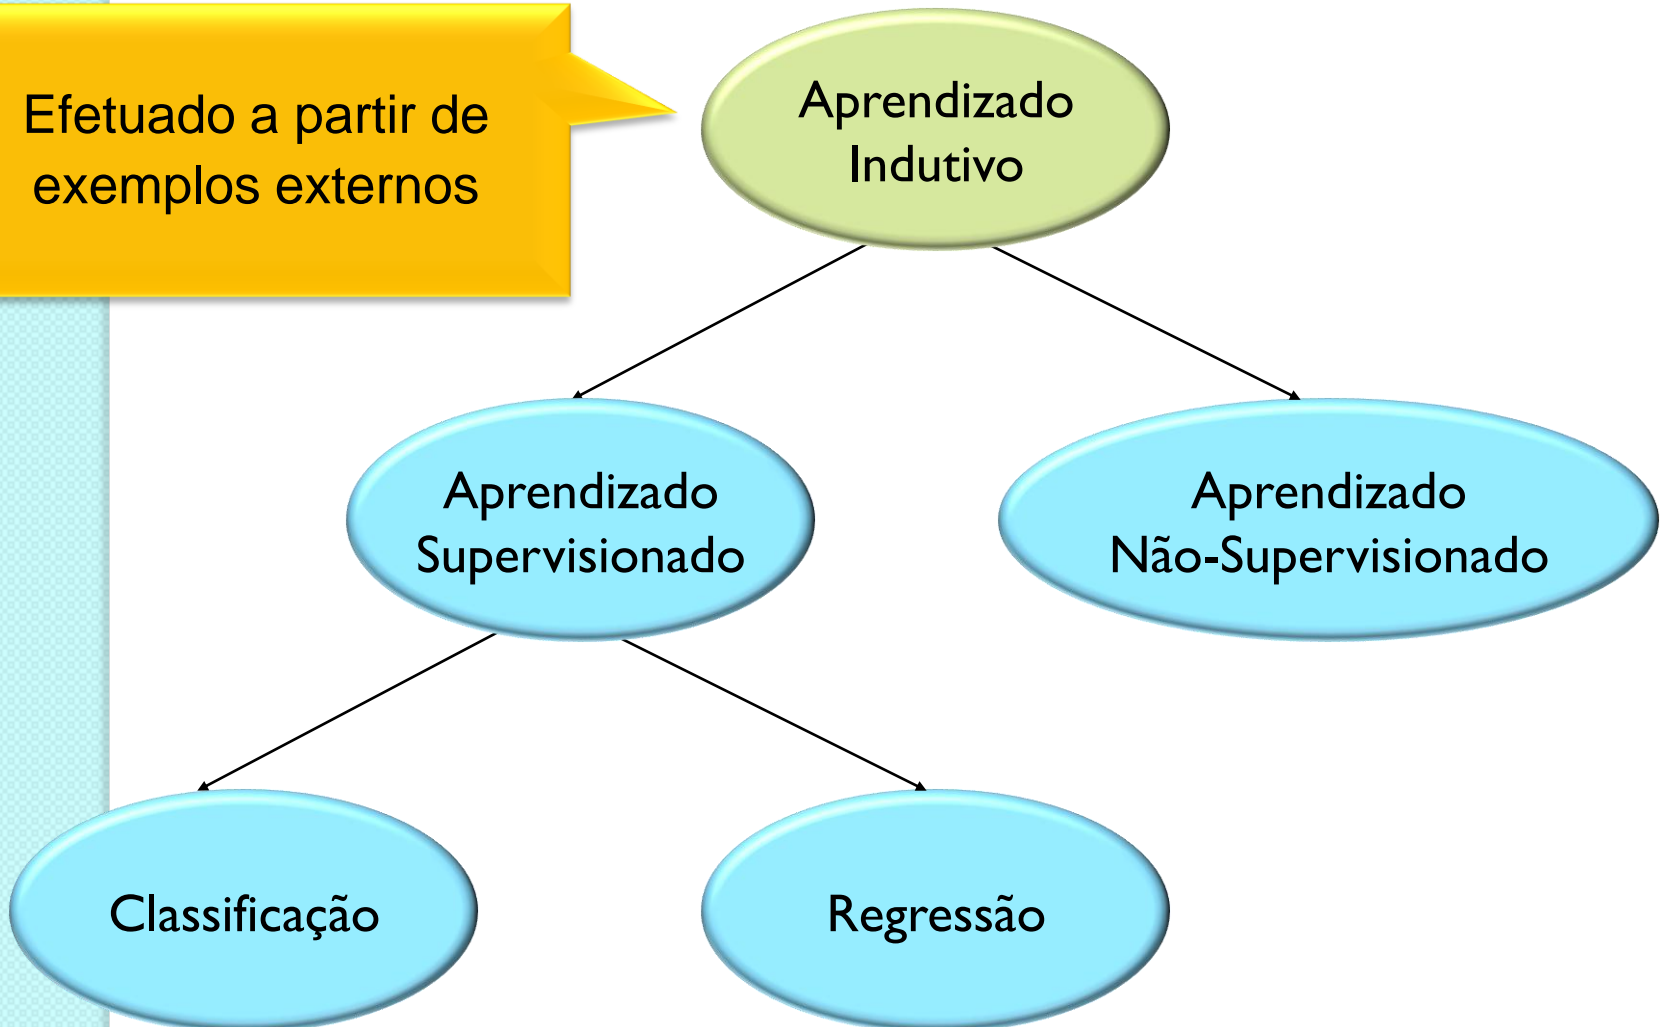 Efetuado a partir de
exemplos externos
Aprendizado
Indutivo
Aprendizado
Supervisionado
Aprendizado
Não-Supervisionado
Classificação
Regressão